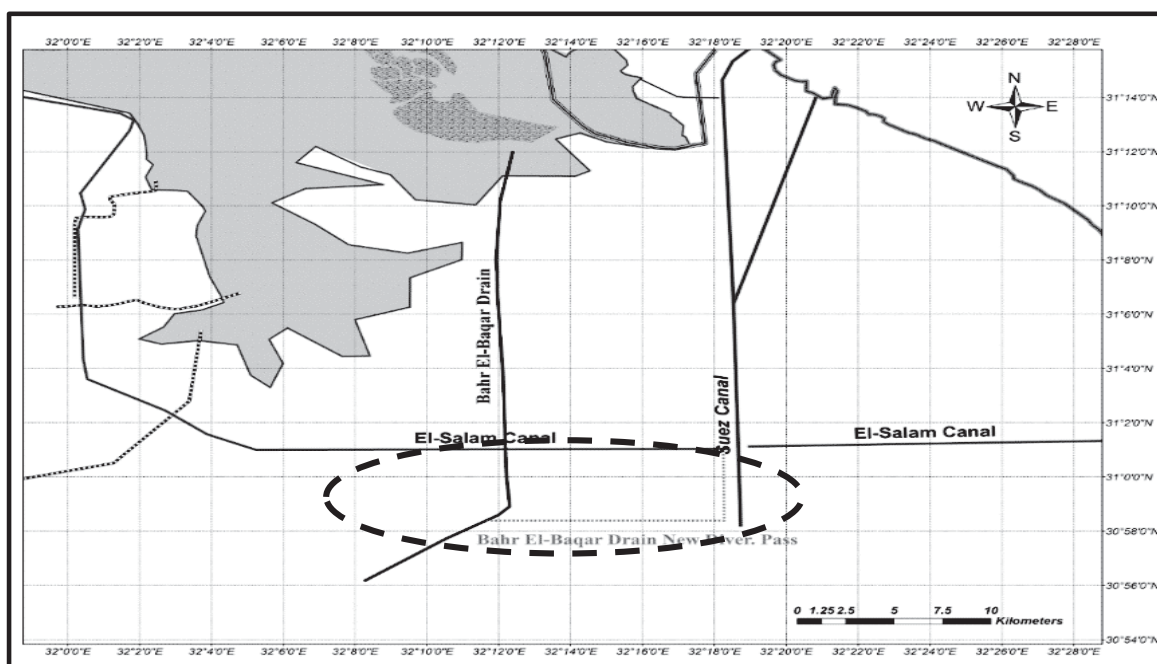 32°0'0"E 32°2'0"E 32°4'0"E 32°6'0"E 32°8'0"E 32°10'0"E 32°12'0"E 32°14'0"E 32°16'0"E 32°18'0"E 32°20'0"E 32°22'0"E 32°24'0"E 32°26'0"E 32°28'0"E
N
W E
S
31°14'0"N
31°12'0"N
31°10'0"N
31°8'0"N
31°6'0"N
31°4'0"N
31°2'0"N
31°0'0"N
30°58'0"N
30°56'0"N
30°54'0"N
Bahr El-Baqar Drain
Suez Canal
El-Salam Canal
El-Salam Canal
Bahr El-Baqar Drain New River. Pass
0 1.25 2.5 5 7.5 10
Kilometers
32°0'0"E 32°2'0"E 32°4'0"E 32°6'0"E 32°8'0"E 32°10'0"E 32°12'0"E 32°14'0"E 32°16'0"E 32°18'0"E 32°20'0"E 32°22'0"E 32°24'0"E 32°26'0"E 32°28'0"E